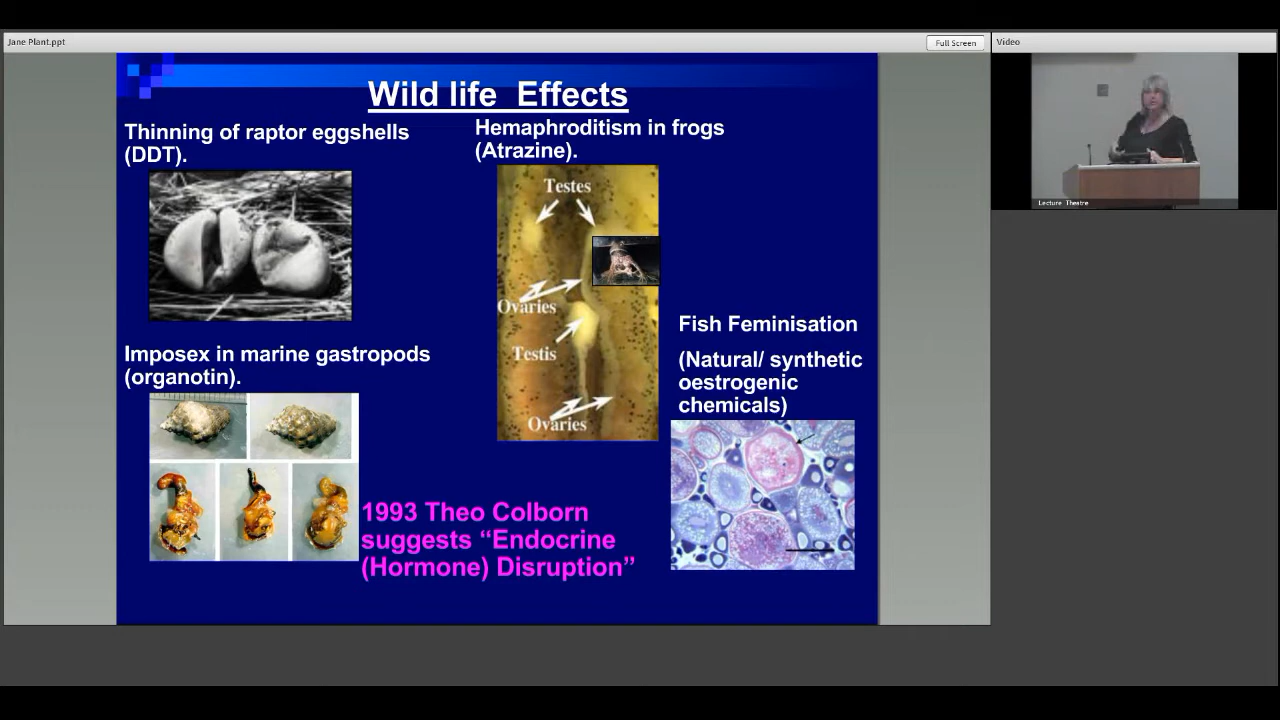 Jane Plant.ppt
Full Screen
Video
Wild life Effects
Thinning of raptor eggshells
(DDT).
Hemaphroditism in frogs
(Atrazine).
Testes
Ovaries
Testis
Ovaries
Imposex in marine gastropods
(organotin).
Fish Feminisation
(Natural/ synthetic
oestrogenic
chemicals)
1993 Theo Colborn
suggests “Endocrine
(Hormone) Disruption”
Lecture Theatre